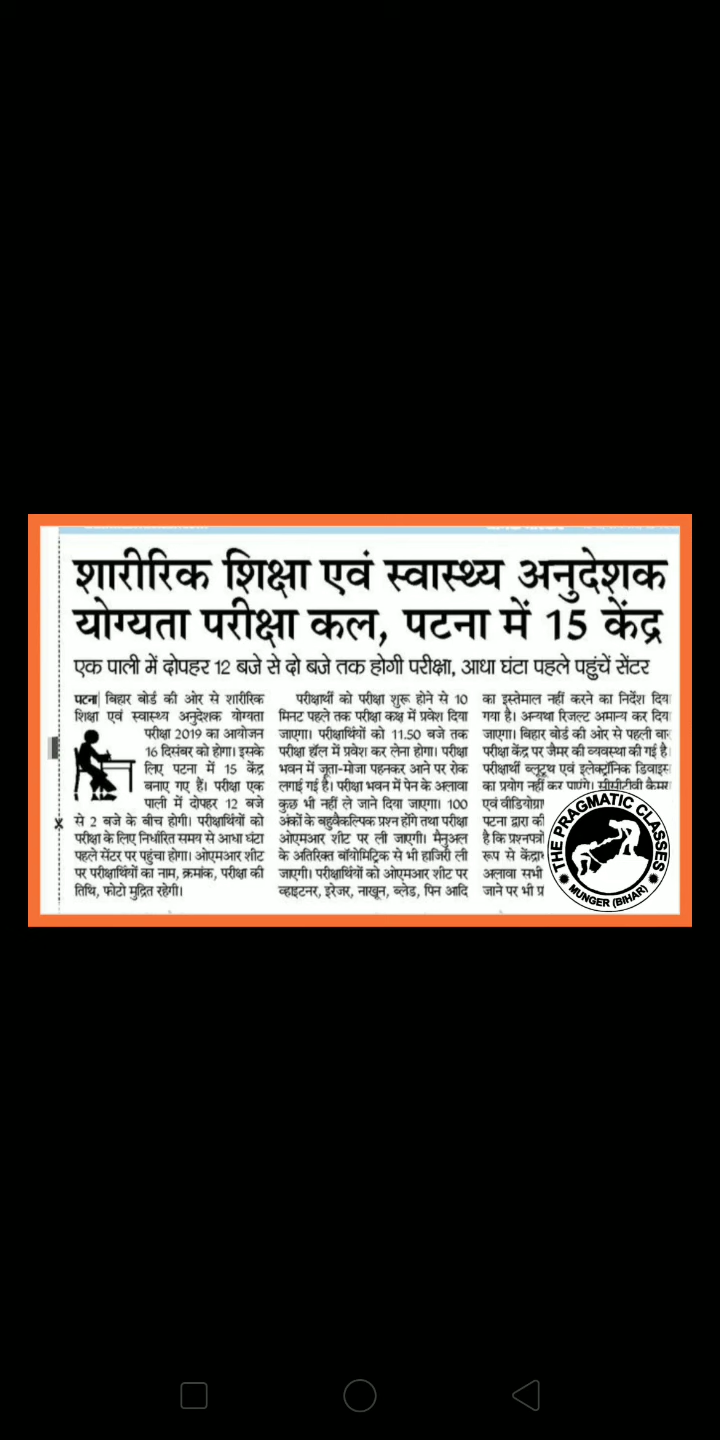 शारीरिक शिक्षा एवं स्वास्थ्य अनुदेशक
योग्यता परीक्षा कल, पटना में 15 केंद्र
एक पाली में दोपहर 12 बजे से दो बजे तक होगी परीक्षा, आधा घंटा पहले पहुंचें सेंटर
पटना| बिहार बोर्ड की ओर से शारीरिक
शिक्षा एवं स्वास्थ्य अनुदेशक योग्यता
परीक्षा 2019 का आयोजन
16 दिसंबर को होगा। इसके
लिए पटना में 15 केंद्र
बनाए गए हैं। परीक्षा एक
पाली में दोपहर 12 बजे
से 2 बजे के बीच होगी। परीक्षार्थियों को
परीक्षा के लिए निर्धारित समय से आधा घंटा
पहले सेंटर पर पहुंचा होगा। ओएमआर शीट
पर परीक्षार्थियों का नाम, क्रमांक, परीक्षा की
तिथि, फोटो मुद्रित रहेगी।
परीक्षार्थी को परीक्षा शुरू होने से 10
मिनट पहले तक परीक्षा कक्ष में प्रवेश दिया
जाएगा। परीक्षार्थियों को 11.50 बजे तक
परीक्षा हॉल में प्रवेश कर लेना होगा। परीक्षा
भवन में जूता-मोजा पहनकर आने पर रोक
लगाई गई है। परीक्षा भवन में पेन के अलावा
कुछ भी नहीं ले जाने दिया जाएगा। 100
अंकों के बहुवैकल्पिक प्रश्न होंगे तथा परीक्षा
ओएमआर शीट पर ली जाएगी। मैनुअल
के अतिरिक्त बॉयोमिट्रिक से भी हाजिरी ली
जाएगी। परीक्षार्थियों को ओएमआर शीट पर
व्हाइटनर, इरेजर, नाखून, ब्लेड, पिन आदि
का इस्तेमाल नहीं करने का निर्देश दिय
गया है। अन्यथा रिजल्ट अमान्य कर दिय
जाएगा। बिहार बोर्ड की ओर से पहली बार
परीक्षा केंद्र पर जैमर की व्यवस्था की गई है।
परीक्षार्थी ब्लूटूथ एवं इलेक्ट्रॉनिक डिवाइस
का प्रयोग नहीं कर पाएंगे। सीसीटीवी कैमर
एवं वीडियोग्रा
पटना द्वारा की
है कि प्रश्नपत्रों
रूप से केंद्रा
अलावा सभी
जाने पर भी प्र
THE PRAGMATIC CLASSES
MUNGER (BIHAR)